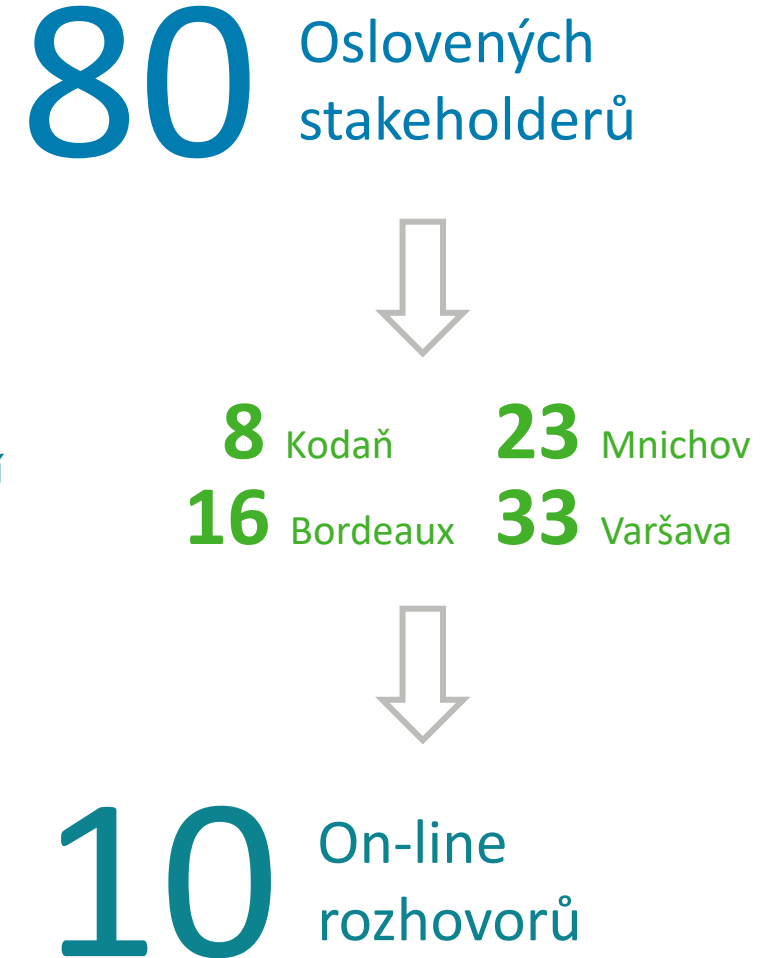 80 Oslovených
stakeholderů
8 Kodaň 23 Mnichov
í
16 Bordeaux 33 Varšava
10 On-line
rozhovorů